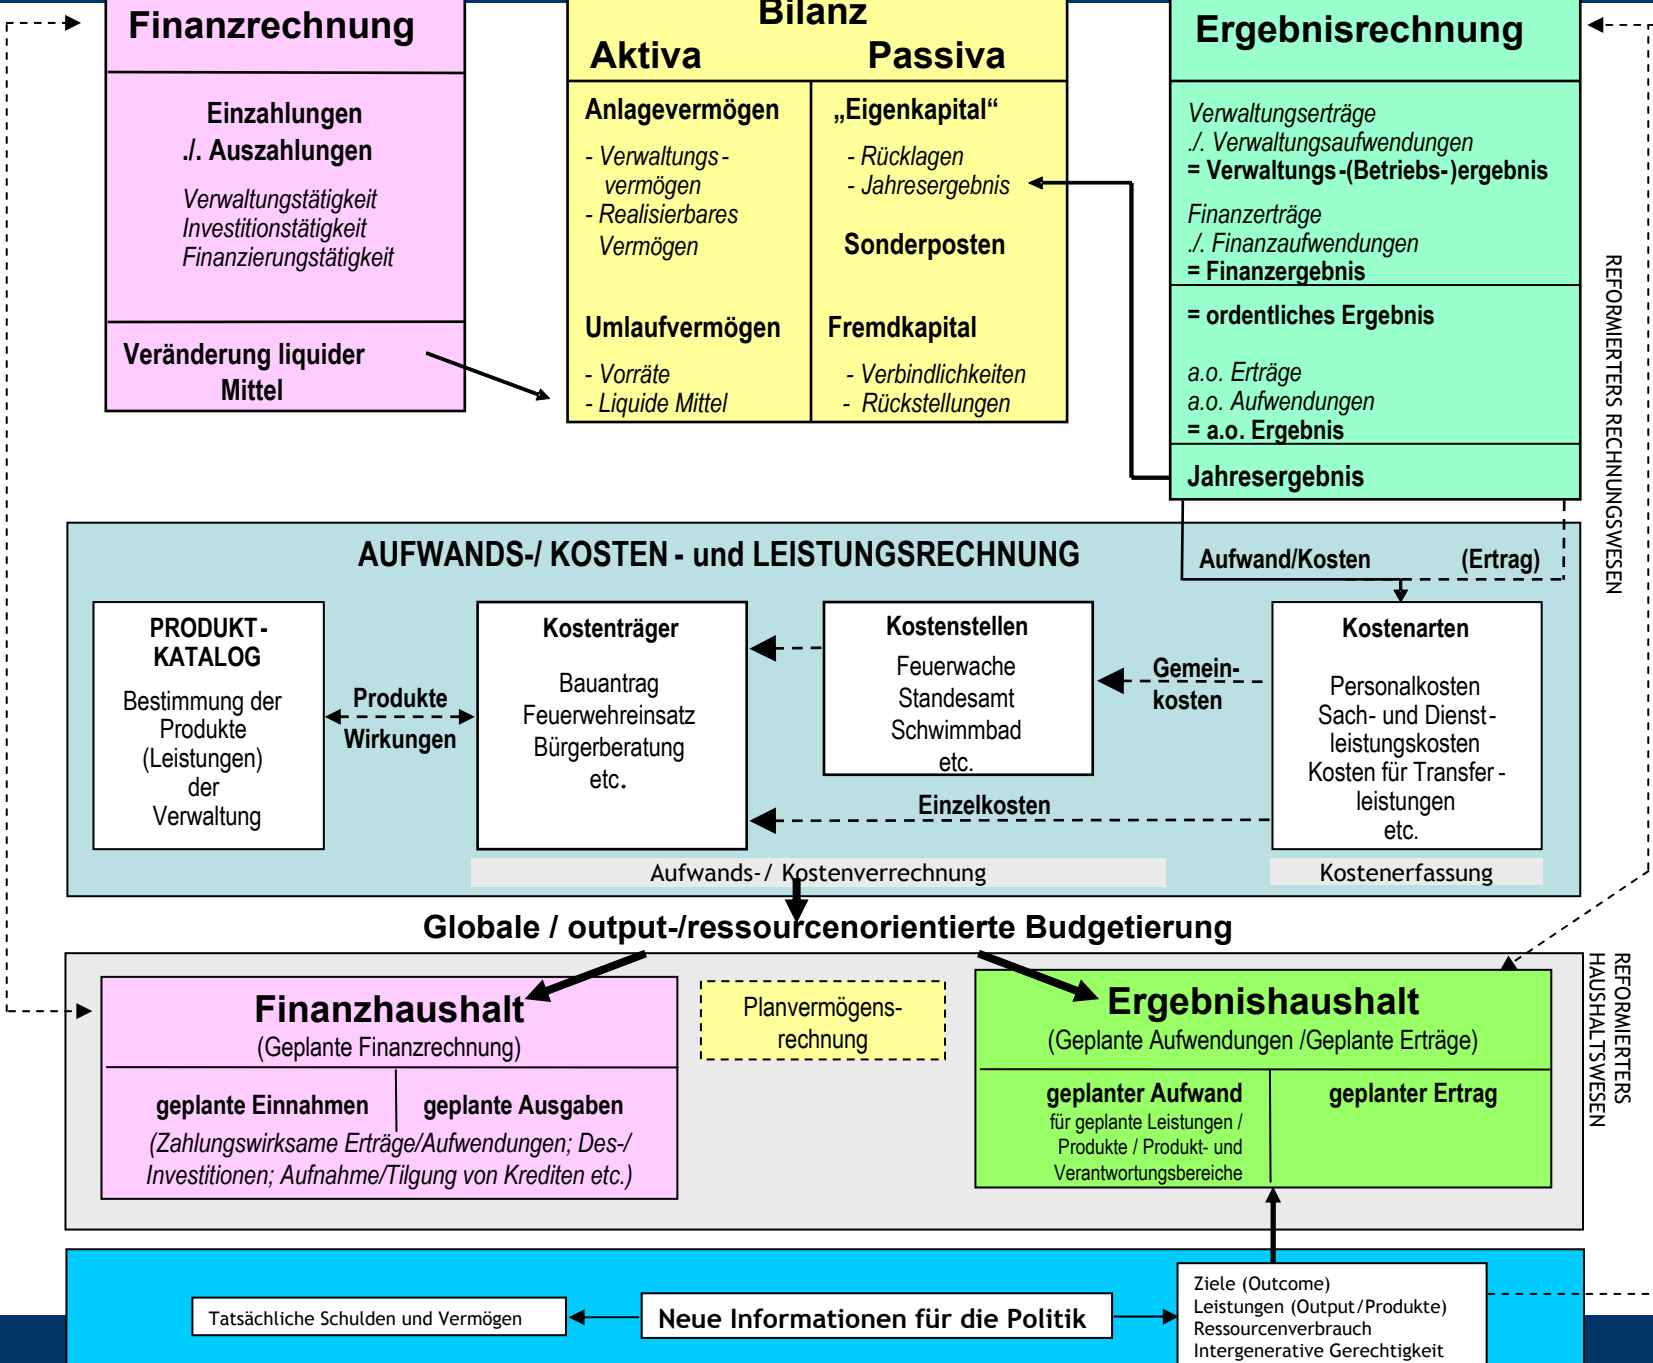 Finanzrechnung
Einzahlungen
./. Auszahlungen
Verwaltungstätigkeit
Investitionstätigkeit
Finanzierungstätigkeit
Veränderung liquider
Mittel
Bilanz
Aktiva Passiva
Anlagevermögen
- Verwaltungs-
vermögen
- Realisierbares
Vermögen
Umlaufvermögen
- Vorräte
- Liquide Mittel
„Eigenkapital“
- Rücklagen
- Jahresergebnis
Sonderposten
Fremdkapital
- Verbindlichkeiten
- Rückstellungen
Ergebnisrechnung
Verwaltungserträge
./. Verwaltungsaufwendungen
= Verwaltungs-(Betriebs-)ergebnis
Finanzerträge
./. Finanzaufwendungen
= Finanzergebnis
= ordentliches Ergebnis
a.o. Erträge
a.o. Aufwendungen
= a.o. Ergebnis
Jahresergebnis
REFORMIERTERS RECHNUNGSWESEN
AUFWANDS-/ KOSTEN - und LEISTUNGSRECHNUNG
Aufwand/Kosten (Ertrag)
PRODUKT-
KATALOG
Bestimmung der
Produkte
(Leistungen)
der
Verwaltung
Produkte
Wirkungen
Kostenträger
Bauantrag
Feuerwehreinsatz
Bürgerberatung
etc.
Kostenstellen
Feuerwache
Standesamt
Schwimmbad
etc.
Gemein-
kosten
Einzelkosten
Kostenarten
Personalkosten
Sach- und Dienst-
leistungskosten
Kosten für Transfer-
leistungen
etc.
Aufwands-/ Kostenverrechnung
Kostenerfassung
Globale / output-/ressourcenorientierte Budgetierung
Finanzhaushalt
(Geplante Finanzrechnung)
geplante Einnahmen geplante Ausgaben
(Zahlungswirksame Erträge/Aufwendungen; Des-/
Investitionen; Aufnahme/Tilgung von Krediten etc.)
Planvermögens-
rechnung
Ergebnishaushalt
(Geplante Aufwendungen /Geplante Erträge)
geplanter Aufwand
für geplante Leistungen /
Produkte / Produkt- und
Verantwortungsbereiche
geplanter Ertrag
REFORMIERTERS
HAUSHALTSWESEN
Tatsächliche Schulden und Vermögen
Neue Informationen für die Politik
Ziele (Outcome)
Leistungen (Output/Produkte)
Ressourcenverbrauch
Intergenerative Gerechtigkeit